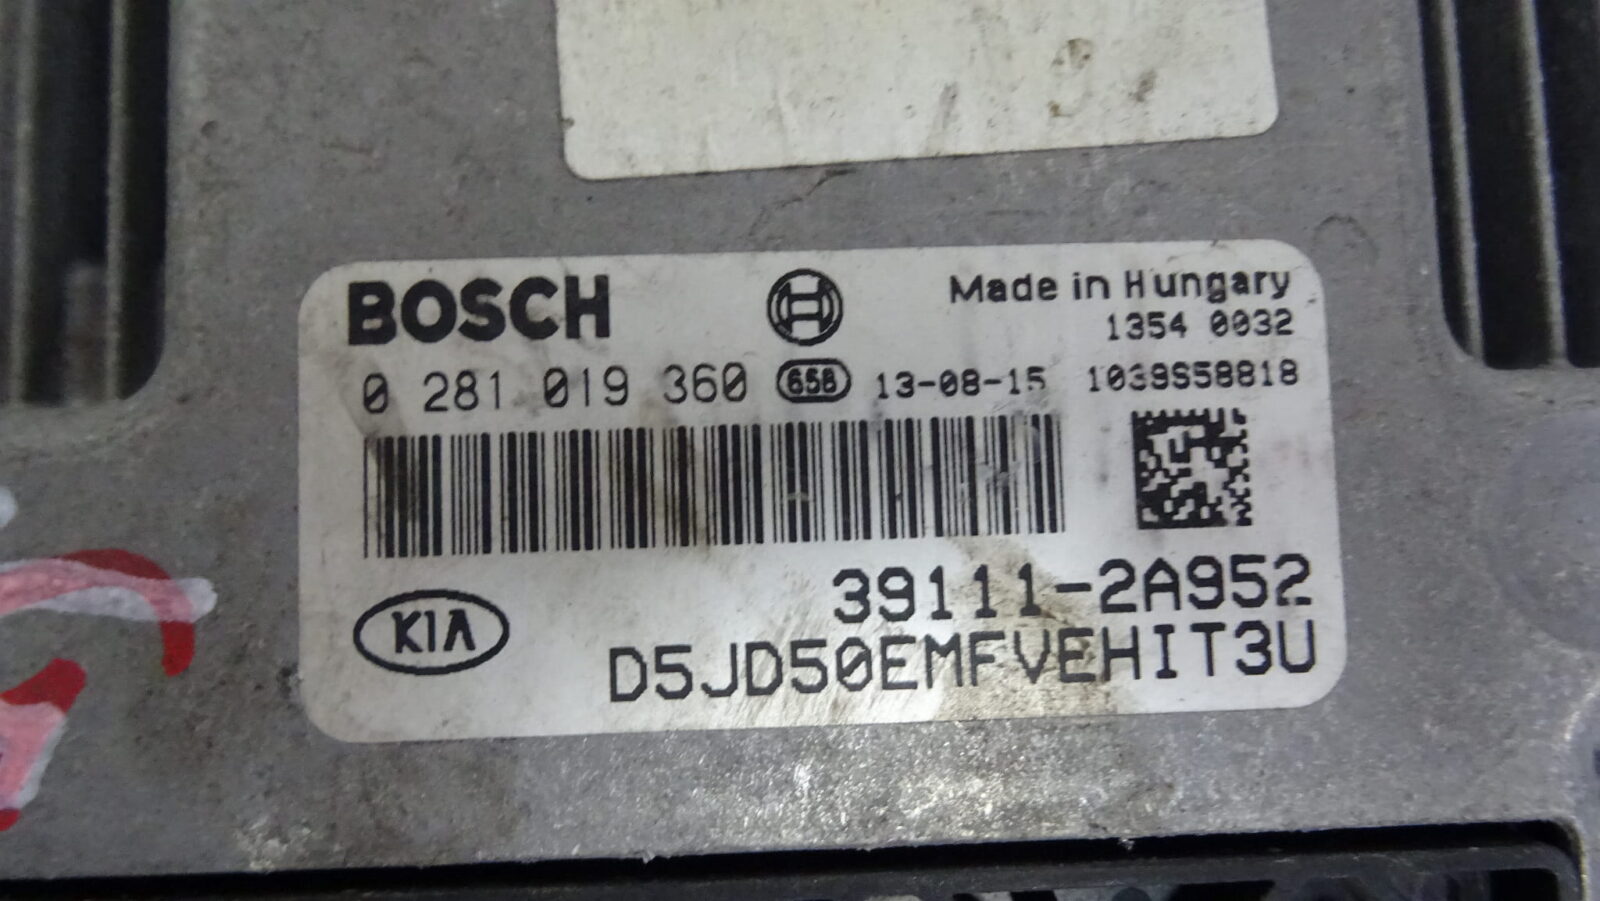 BOSCH
Made in Hungary
1354 0032
0 281 019 360 658 13-08-15 1039S58818
39111-2A952
KIA
D5JD50EMFVEHIT3U